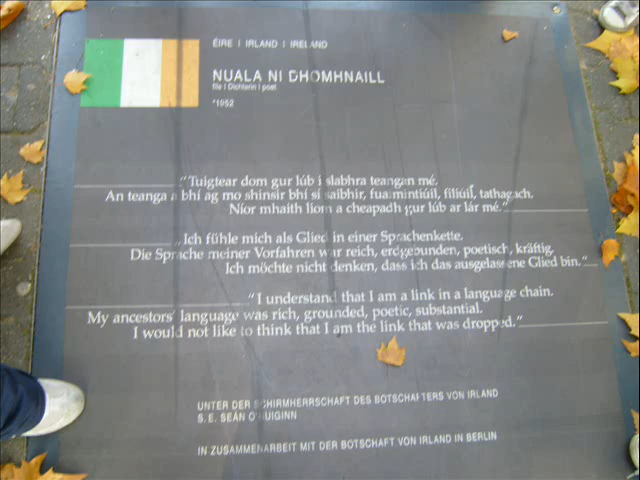 ÉIRE | IRLAND | IRELAND
NUALA NI DHOMHNAILL
file | Dichterin | poet
*1952
"Tuigtear dom gur lúb i slabhra teangan mé.
An teanga a bhí ag mo shinsir bhí sí saibhir, fuaimintiúil, filiúil, tathagach.
Níor mhaith liom a cheapadh gur lúb ar lár mé."
„Ich fühle mich als Glied in einer Sprachenkette.
Die Sprache meiner Vorfahren war reich, erdgebunden, poetisch, kräftig.
Ich möchte nicht denken, dass ich das ausgelassene Glied bin."
"I understand that I am a link in a language chain.
My ancestors' language was rich, grounded, poetic, substantial.
I would not like to think that I am the link that was dropped."
UNTER DER SCHIRMHERRSCHAFT DES BOTSCHAFTERS VON IRLAND
S.E. SEÁN O'HUIGINN
IN ZUSAMMENARBEIT MIT DER BOTSCHAFT VON IRLAND IN BERLIN